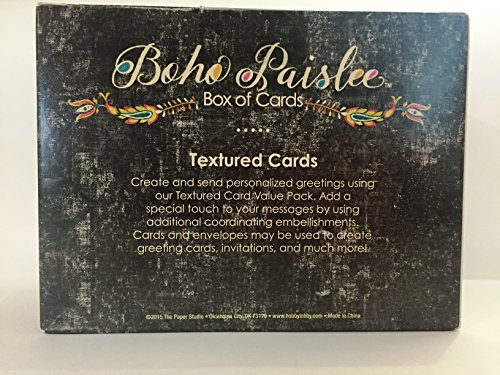 Boho Paislee™
Box of Cards
•••••
Textured Cards
Create and send personalized greetings using
our Textured Card Value Pack. Add a
special touch to your messages by using
additional coordinating embellishments.
Cards and envelopes may be used to create
greeting cards, invitations, and much more!
©2015 The Paper Studio • Oklahoma City, OK 73179 • www.hobbylobby.com • Made in China